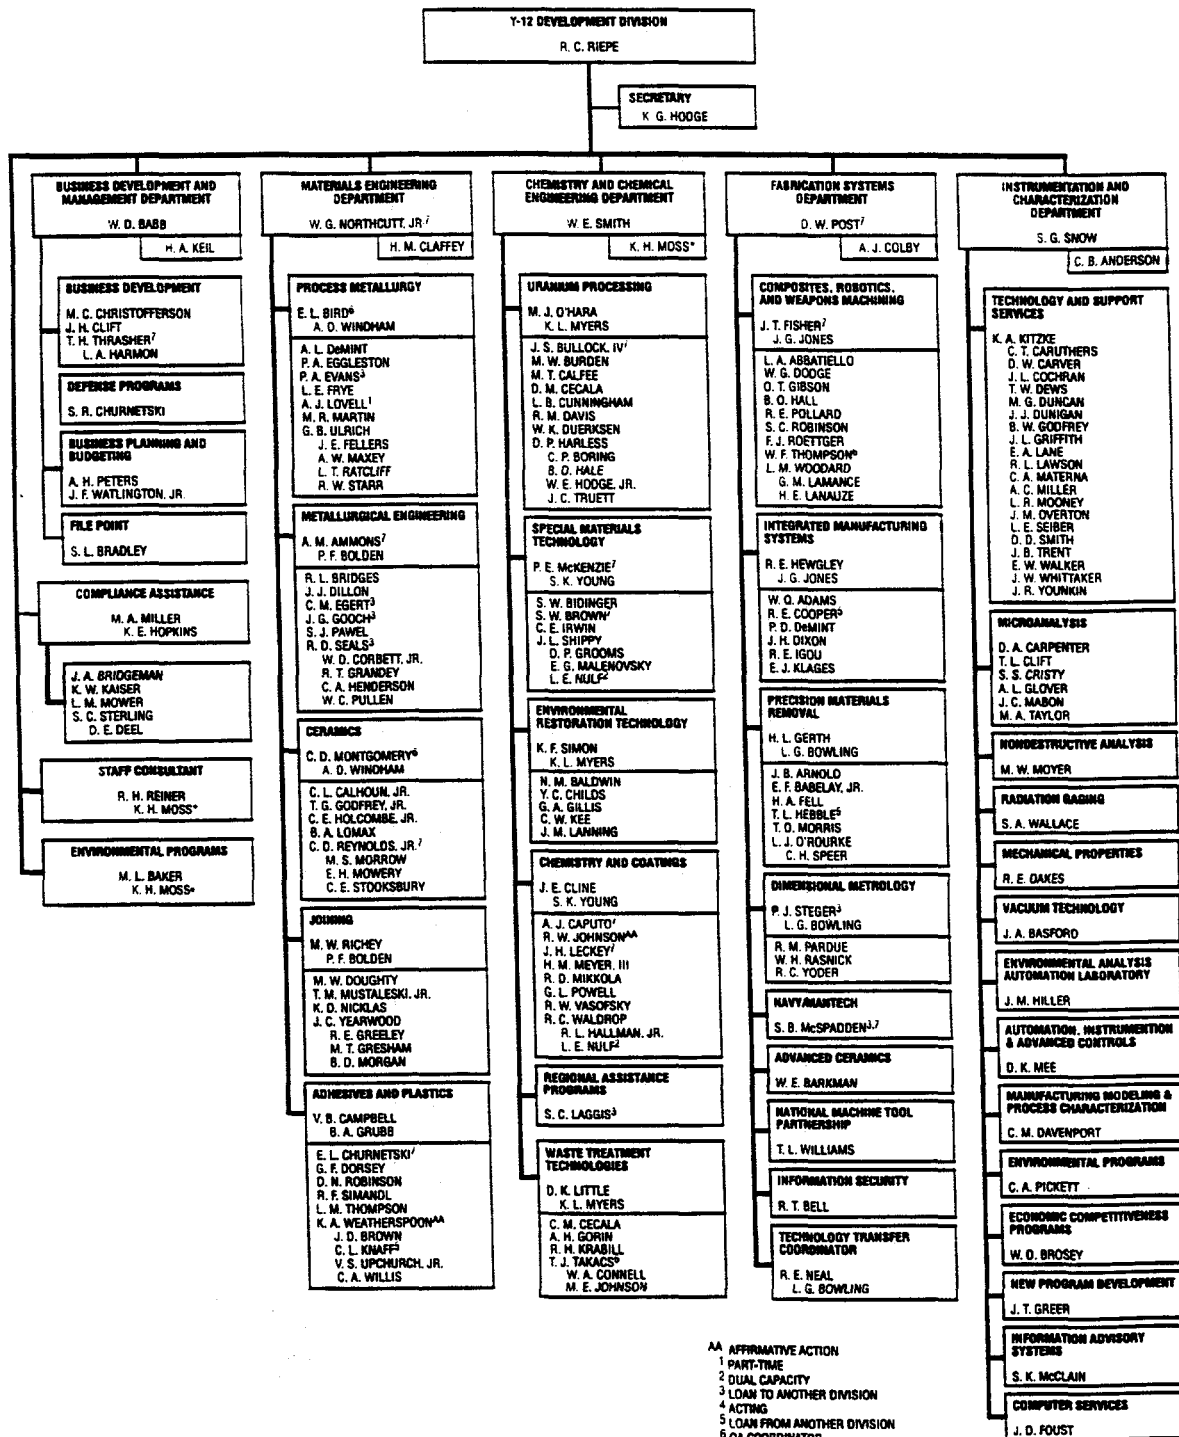 Y-12 DEVELOPMENT DIVISION
R. C. RIEPE
SECRETARY
K. G. HODGE
BUSINESS DEVELOPMENT AND
MANAGEMENT DEPARTMENT
W. D. BABB
H. A. KEIL
BUSINESS DEVELOPMENT
M. C. CHRISTOFFERSON
J. H. CLIFT
T. H. THRASHER7
L. A. HARMON
DEFENSE PROGRAMS
S. R. CHURNETSKI
BUSINESS PLANNING AND
BUDGETING
A. H. PETERS
J. F. WATLINGTON, JR.
FILE POINT
S. L. BRADLEY
COMPLIANCE ASSISTANCE
M. A. MILLER
K. E. HOPKINS
J. A. BRIDGEMAN
K. W. KAISER
L. M. MOWER
S. C. STERLING
D. E. DEEL
STAFF CONSULTANT
R. H. REINER
K. H. MOSS*
ENVIRONMENTAL PROGRAMS
M. L. BAKER
K. H. MOSS*
MATERIALS ENGINEERING
DEPARTMENT
W. G. NORTHCUTT, JR.7
H. M. CLAFFEY
PROCESS METALLURGY
E. L. BIRD6
A. D. WINDHAM
A. L. DeMINT
P. A. EGGLESTON
P. A. EVANS3
L. E. FRYE
A. J. LOVELL1
M. R. MARTIN
G. B. ULRICH
J. E. FELLERS
A. W. MAXEY
L. T. RATCLIFF
R. W. STARR
METALLURGICAL ENGINEERING
A. M. AMMONS7
P. F. BOLDEN
R. L. BRIDGES
J. J. DILLON
C. M. EGERT3
J. G. GOOCH3
S. J. PAWEL
R. D. SEALS3
W. D. CORBETT, JR.
R. T. GRANDEY
C. A. HENDERSON
W. C. PULLEN
CERAMICS
C. D. MONTGOMERY6
A. D. WINDHAM
C. L. CALHOUN, JR.
T. G. GODFREY, JR.
C. E. HOLCOMBE, JR.
B. A. LOMAX
C. D. REYNOLDS, JR.7
M. S. MORROW
E. H. MOWERY
C. E. STOOKSBURY
JOINING
M. W. RICHEY
P. F. BOLDEN
M. W. DOUGHTY
T. M. MUSTALESKI, JR.
K. D. NICKLAS
J. C. YEARWOOD
R. E. GREELEY
M. T. GRESHAM
B. D. MORGAN
ADHESIVES AND PLASTICS
V. B. CAMPBELL
B. A. GRUBB
E. L. CHURNETSKI7
G. F. DORSEY
D. N. ROBINSON
R. F. SIMANDL
L. M. THOMPSON
K. A. WEATHERSPOONAA
J. D. BROWN
C. L. KNAFF3
V. S. UPCHURCH, JR.
C. A. WILLIS
CHEMISTRY AND CHEMICAL
ENGINEERING DEPARTMENT
W. E. SMITH
K. H. MOSS*
URANIUM PROCESSING
M. J. O'HARA
K. L. MYERS
J. S. BULLOCK, IV7
M. W. BURDEN
M. T. CALFEE
D. M. CECALA
L. B. CUNNINGHAM
R. M. DAVIS
W. K. DUERKSEN
D. P. HARLESS
C. P. BORING
B. D. HALE
W. E. HODGE, JR.
J. C. TRUETT
SPECIAL MATERIALS
TECHNOLOGY
P. E. McKENZIE7
S. K. YOUNG
S. W. BIDINGER
S. W. BROWN7
C. E. IRWIN
J. L. SHIPPY
D. P. GROOMS
E. G. MALENOVSKY
L. E. NULF2
ENVIRONMENTAL
RESTORATION TECHNOLOGY
K. F. SIMON
K. L. MYERS
N. M. BALDWIN
Y. C. CHILDS
G. A. GILLIS
C. W. KEE
J. M. LANNING
CHEMISTRY AND COATINGS
J. E. CLINE
S. K. YOUNG
A. J. CAPUTO7
R. W. JOHNSONAA
J. H. LECKEY7
H. M. MEYER, III
R. D. MIKKOLA
G. L. POWELL
R. W. VASOFSKY
R. C. WALDROP
R. L. HALLMAN, JR.
L. E. NULF2
REGIONAL ASSISTANCE
PROGRAMS
S. C. LAGGIS3
WASTE TREATMENT
TECHNOLOGIES
D. K. LITTLE
K. L. MYERS
C. M. CECALA
A. H. GORIN
R. H. KRABILL
T. J. TAKACS6
W. A. CONNELL
M. E. JOHNSON
FABRICATION SYSTEMS
DEPARTMENT
D. W. POST7
A. J. COLBY
COMPOSITES, ROBOTICS,
AND WEAPONS MACHINING
J. T. FISHER7
J. G. JONES
L. A. ABBATIELLO
W. G. DODGE
O. T. GIBSON
B. O. HALL
R. E. POLLARD
S. C. ROBINSON
F. J. ROETTGER
W. F. THOMPSON6
L. M. WOODARD
G. M. LAMANCE
H. E. LANAUZE
INTEGRATED MANUFACTURING
SYSTEMS
R. E. HEWGLEY
J. G. JONES
W. Q. ADAMS
R. E. COOPER5
P. D. DeMINT
J. H. DIXON
R. E. IGOU
E. J. KLAGES
PRECISION MATERIALS
REMOVAL
H. L. GERTH
L. G. BOWLING
J. B. ARNOLD
E. F. BABELAY, JR.
H. A. FELL
T. L. HEBBLE5
T. O. MORRIS
L. J. O'ROURKE
C. H. SPEER
DIMENSIONAL METROLOGY
P. J. STEGER3
L. G. BOWLING
R. M. PARDUE
W. H. RASNICK
R. C. YODER
NAVY/MANTECH
S. B. McSPADDEN3,7
ADVANCED CERAMICS
W. E. BARKMAN
NATIONAL MACHINE TOOL
PARTNERSHIP
T. L. WILLIAMS
INFORMATION SECURITY
R. T. BELL
TECHNOLOGY TRANSFER
COORDINATOR
R. E. NEAL
L. G. BOWLING
INSTRUMENTATION AND
CHARACTERIZATION
DEPARTMENT
S. G. SNOW
C. B. ANDERSON
TECHNOLOGY AND SUPPORT
SERVICES
K. A. KITZKE
C. T. CARUTHERS
D. W. CARVER
J. L. COCHRAN
T. W. DEWS
M. G. DUNCAN
J. J. DUNIGAN
B. W. GODFREY
J. L. GRIFFITH
E. A. LANE
R. L. LAWSON
C. A. MATERNA
A. C. MILLER
L. R. MOONEY
J. M. OVERTON
L. E. SEIBER
D. D. SMITH
J. B. TRENT
E. W. WALKER
J. W. WHITTAKER
J. R. YOUNKIN
MICROANALYSIS
D. A. CARPENTER
T. L. CLIFT
S. S. CRISTY
A. L. GLOVER
J. C. MABON
M. A. TAYLOR
NONDESTRUCTIVE ANALYSIS
M. W. MOYER
RADIATION GAGING
S. A. WALLACE
MECHANICAL PROPERTIES
R. E. OAKES
VACUUM TECHNOLOGY
J. A. BASFORD
ENVIRONMENTAL ANALYSIS
AUTOMATION LABORATORY
J. M. HILLER
AUTOMATION, INSTRUMENTION
& ADVANCED CONTROLS
D. K. MEE
MANUFACTURING MODELING &
PROCESS CHARACTERIZATION
C. M. DAVENPORT
ENVIRONMENTAL PROGRAMS
C. A. PICKETT
ECONOMIC COMPETITIVENESS
PROGRAMS
W. D. BROSEY
NEW PROGRAM DEVELOPMENT
J. T. GREER
INFORMATION ADVISORY
SYSTEMS
S. K. McCLAIN
COMPUTER SERVICES
J. D. FOUST
AA AFFIRMATIVE ACTION
1 PART-TIME
2 DUAL CAPACITY
3 LOAN TO ANOTHER DIVISION
4 ACTING
5 LOAN FROM ANOTHER DIVISION
6 QA COORDINATOR